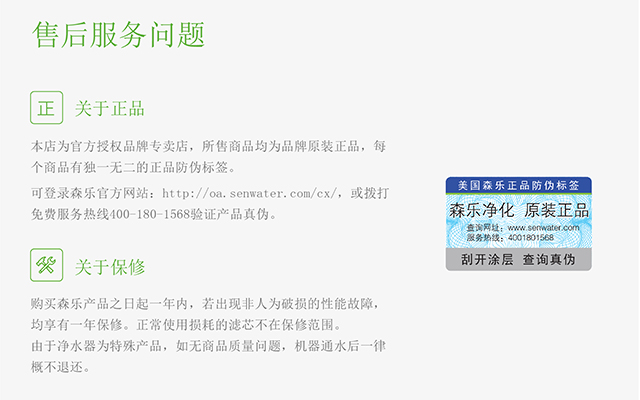 售后服务问题
正 关于正品
本店为官方授权品牌专卖店，所售商品均为品牌原装正品，每
个商品有独一无二的正品防伪标签。
可登录森乐官方网站：http://oa.senwater.com/cx/，或拨打
免费服务热线400-180-1568验证产品真伪。
美国森乐正品防伪标签
森乐净化 原装正品
查询网址：www.senwater.com
服务热线：4001801568
刮开涂层 查询真伪
关于保修
购买森乐产品之日起一年内，若出现非人为破损的性能故障，
均享有一年保修。正常使用损耗的滤芯不在保修范围。
由于净水器为特殊产品，如无商品质量问题，机器通水后一律
概不退还。